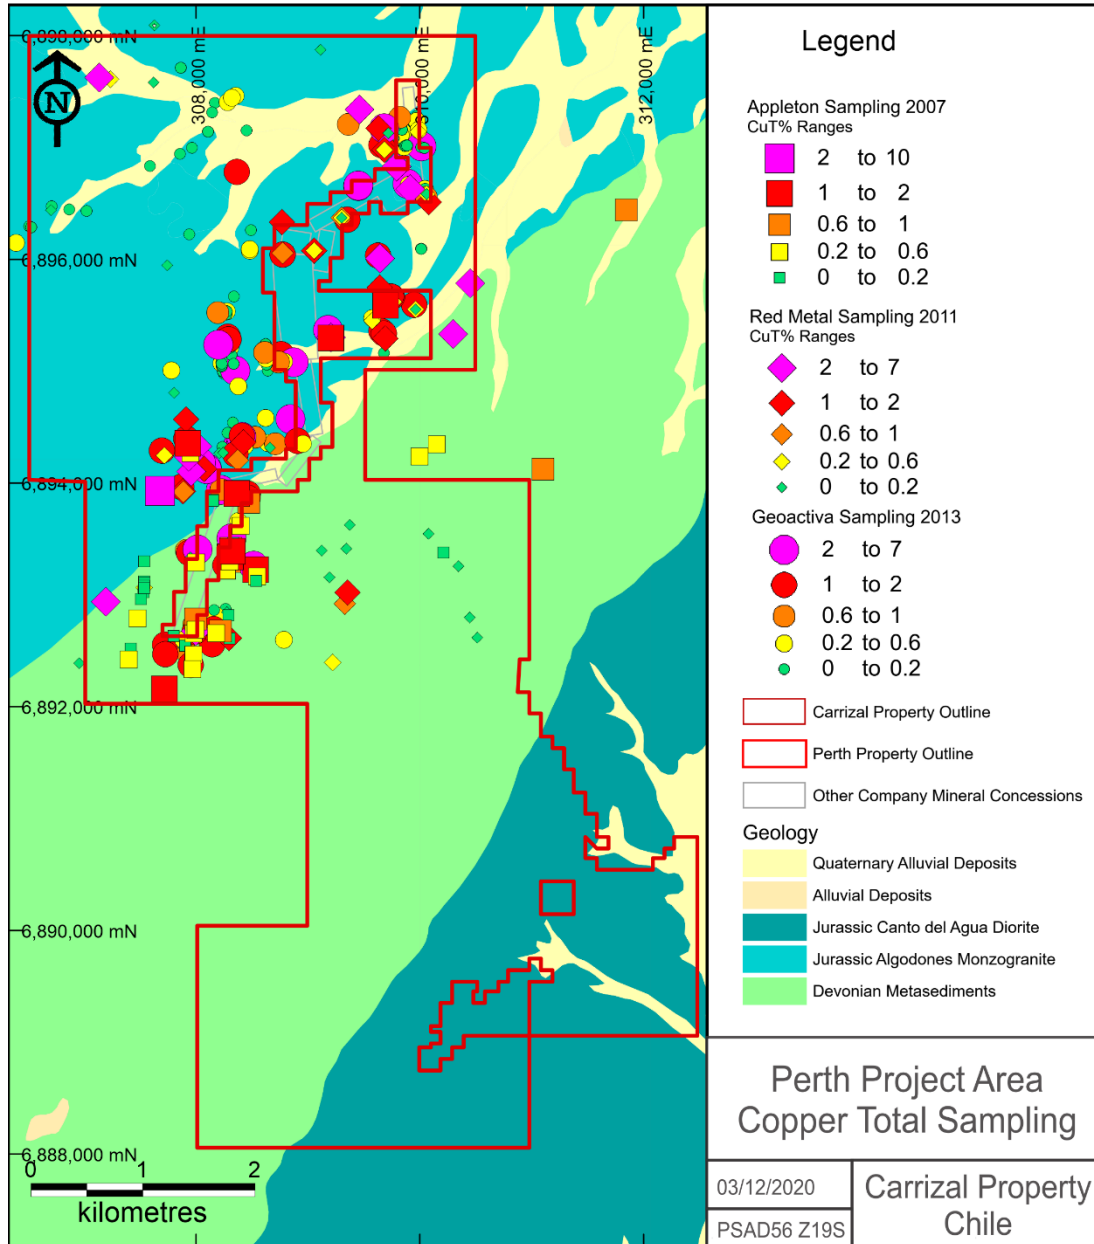 6,898,000 mN
308,000 mE
310,000 mE
312,000 mE
N
6,896,000 mN
6,894,000 mN
6,892,000 mN
6,890,000 mN
6,888,000 mN
0 1 2
kilometres
Legend
Appleton Sampling 2007
CuT% Ranges
2 to 10
1 to 2
0.6 to 1
0.2 to 0.6
0 to 0.2
Red Metal Sampling 2011
CuT% Ranges
2 to 7
1 to 2
0.6 to 1
0.2 to 0.6
0 to 0.2
Geoactiva Sampling 2013
2 to 7
1 to 2
0.6 to 1
0.2 to 0.6
0 to 0.2
Carrizal Property Outline
Perth Property Outline
Other Company Mineral Concessions
Geology
Quaternary Alluvial Deposits
Alluvial Deposits
Jurassic Canto del Agua Diorite
Jurassic Algodones Monzogranite
Devonian Metasediments
Perth Project Area
Copper Total Sampling
03/12/2020
PSAD56 Z19S
Carrizal Property
Chile